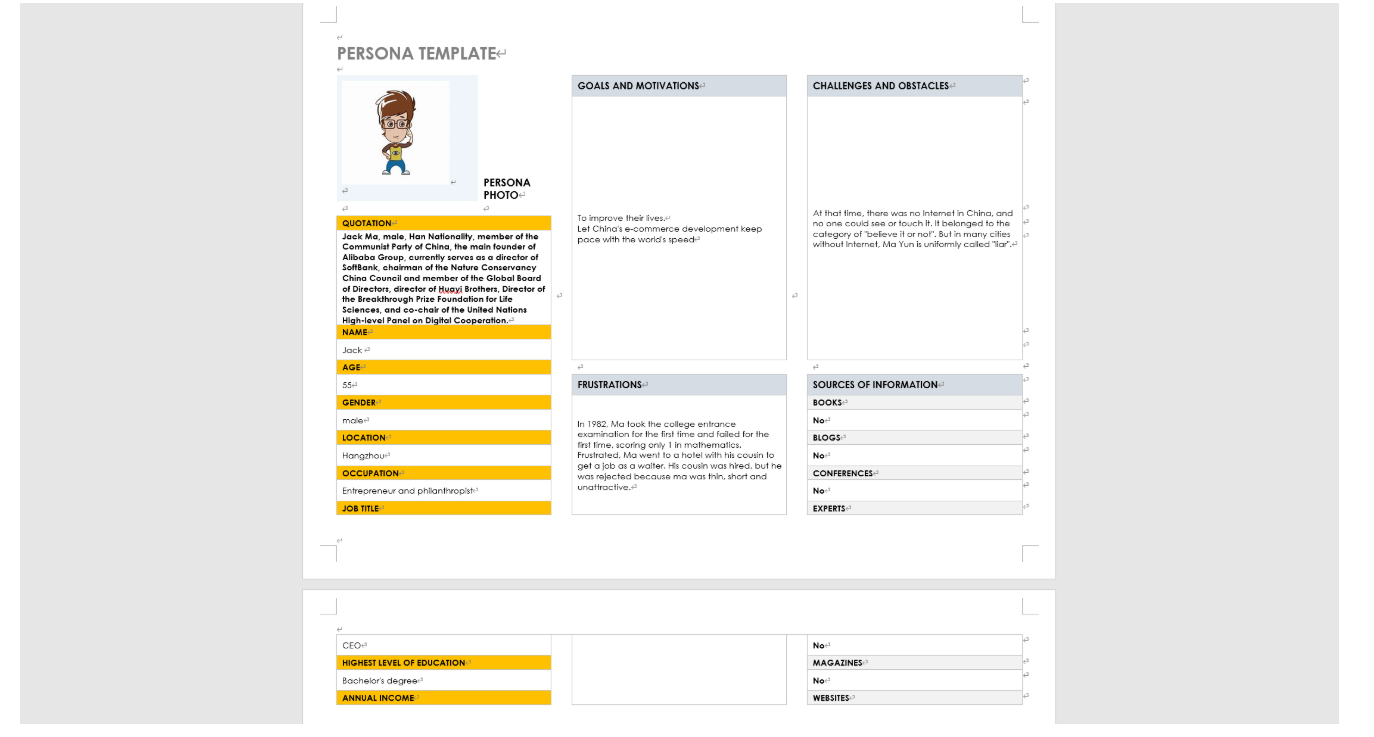 PERSONA TEMPLATE
PERSONA
PHOTO
QUOTATION
Jack Ma, male, Han Nationality, member of the
Communist Party of China, the main founder of
Alibaba Group, currently serves as a director of
SoftBank, chairman of the Nature Conservancy
China Council and member of the Global Board
of Directors, director of Huayi Brothers, Director of
the Breakthrough Prize Foundation for Life
Sciences, and co-chair of the United Nations
High-level Panel on Digital Cooperation.
NAME
Jack
AGE
55
GENDER
male
LOCATION
Hangzhou
OCCUPATION
Entrepreneur and philanthropist
JOB TITLE
GOALS AND MOTIVATIONS
To improve their lives.
Let China's e-commerce development keep
pace with the world's speed
FRUSTRATIONS
In 1982, Ma took the college entrance
examination for the first time and failed for the
first time, scoring only 1 in mathematics.
Frustrated, Ma went to a hotel with his cousin to
get a job as a waiter. His cousin was hired, but he
was rejected because ma was thin, short and
unattractive.
CHALLENGES AND OBSTACLES
At that time, there was no Internet in China, and
no one could see or touch it. It belonged to the
category of "believe it or not". But in many cities
without Internet, Ma Yun is uniformly called "liar".
SOURCES OF INFORMATION
BOOKS
No
BLOGS
No
CONFERENCES
No
EXPERTS
CEO
HIGHEST LEVEL OF EDUCATION
Bachelor's degree
ANNUAL INCOME
No
MAGAZINES
No
WEBSITES